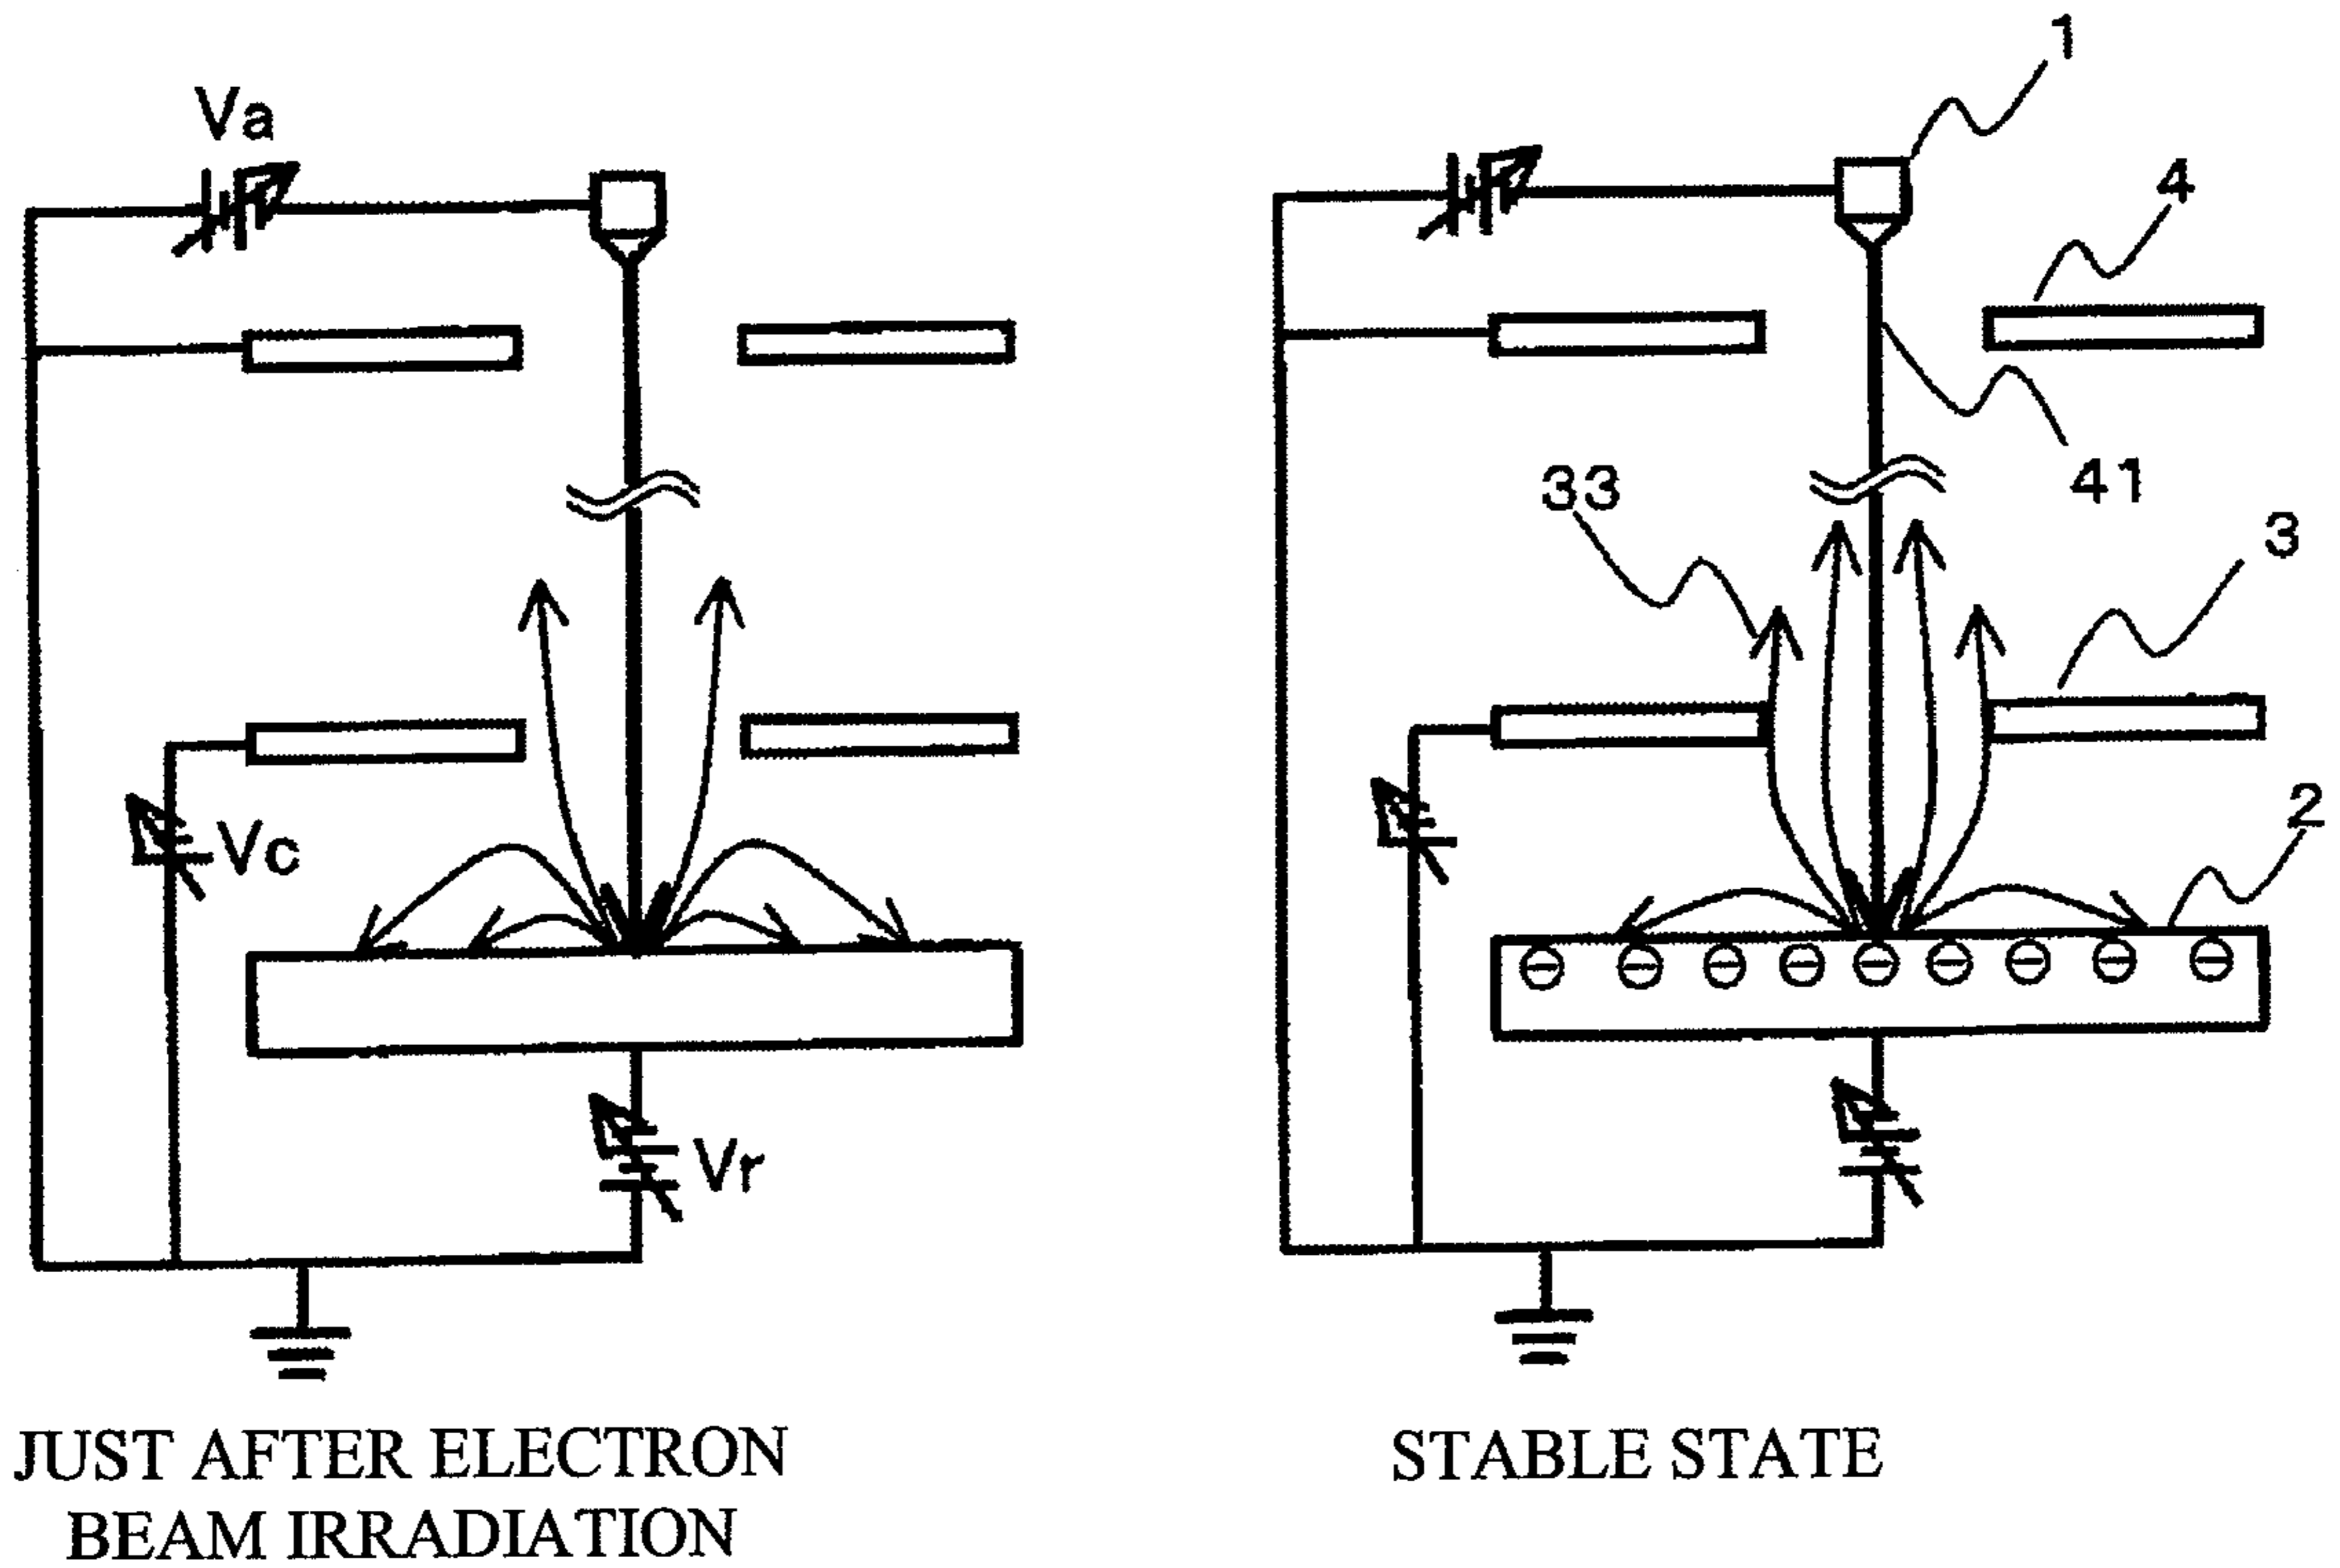 1
Va
4
33
41
3
2
Vc
Vr
JUST AFTER ELECTRON
BEAM IRRADIATION
STABLE STATE